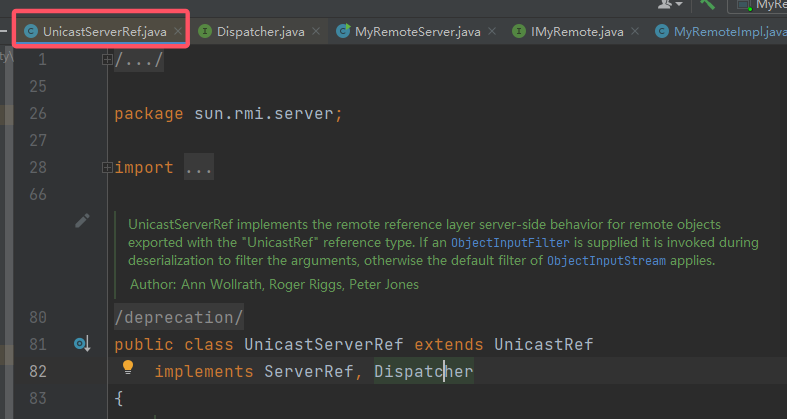 MyRe
UnicastServerRef.java Dispatcher.java MyRemoteServer.java IMyRemote.java MyRemoteImpl.java
1 /.../
25
26 package sun.rmi.server;
27
28 import ...
66
UnicastServerRef implements the remote reference layer server-side behavior for remote objects
exported with the "UnicastRef" reference type. If an ObjectInputFilter is supplied it is invoked during
deserialization to filter the arguments, otherwise the default filter of ObjectInputStream applies.
Author: Ann Wollrath, Roger Riggs, Peter Jones
80 /deprecation/
81 public class UnicastServerRef extends UnicastRef
82 implements ServerRef, Dispatcher
83 {